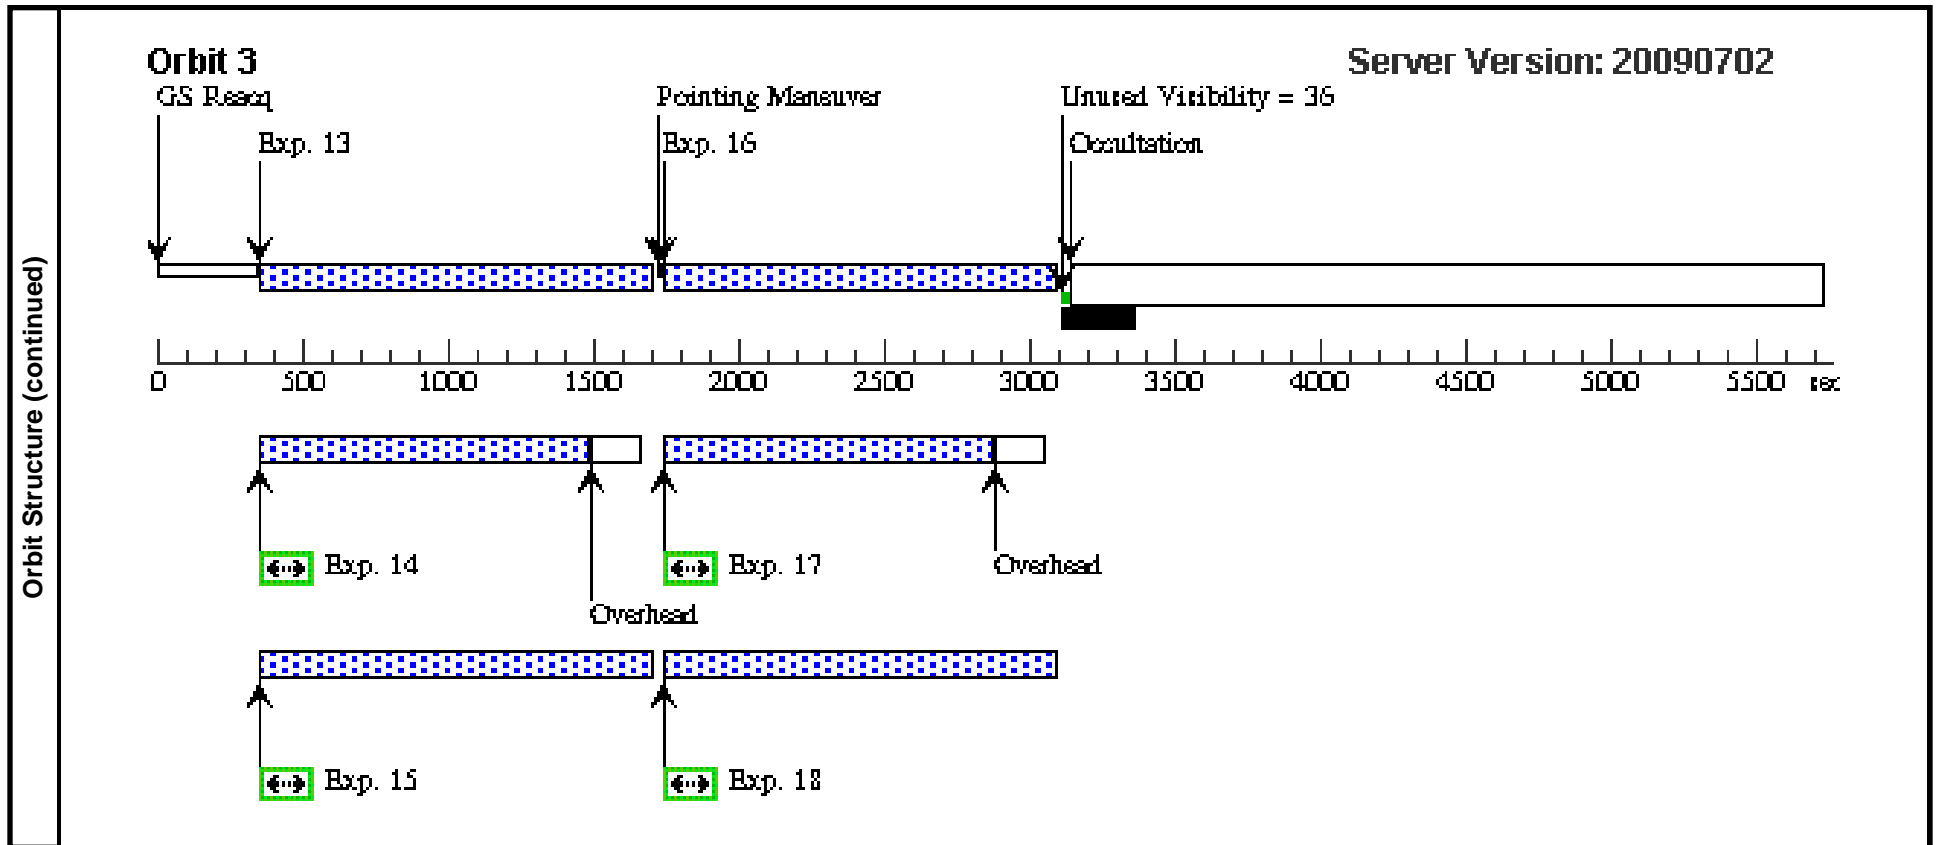 Orbit Structure (continued)
Orbit 3
Server Version: 20090702
GS Reacq
Pointing Maneuver
Unused Visibility = 36
Exp. 13
Exp. 16
Occultation
0 500 1000 1500 2000 2500 3000 3500 4000 4500 5000 5500 sec
Exp. 14
Exp. 17
Overhead
Overhead
Exp. 15
Exp. 18